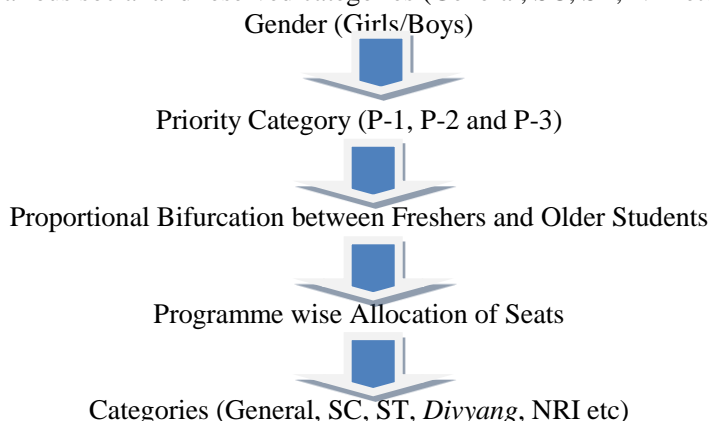 Gender (Girls/Boys)
Priority Category (P-1, P-2 and P-3)
Proportional Bifurcation between Freshers and Older Students
Programme wise Allocation of Seats
Categories (General, SC, ST, Divyang, NRI etc)